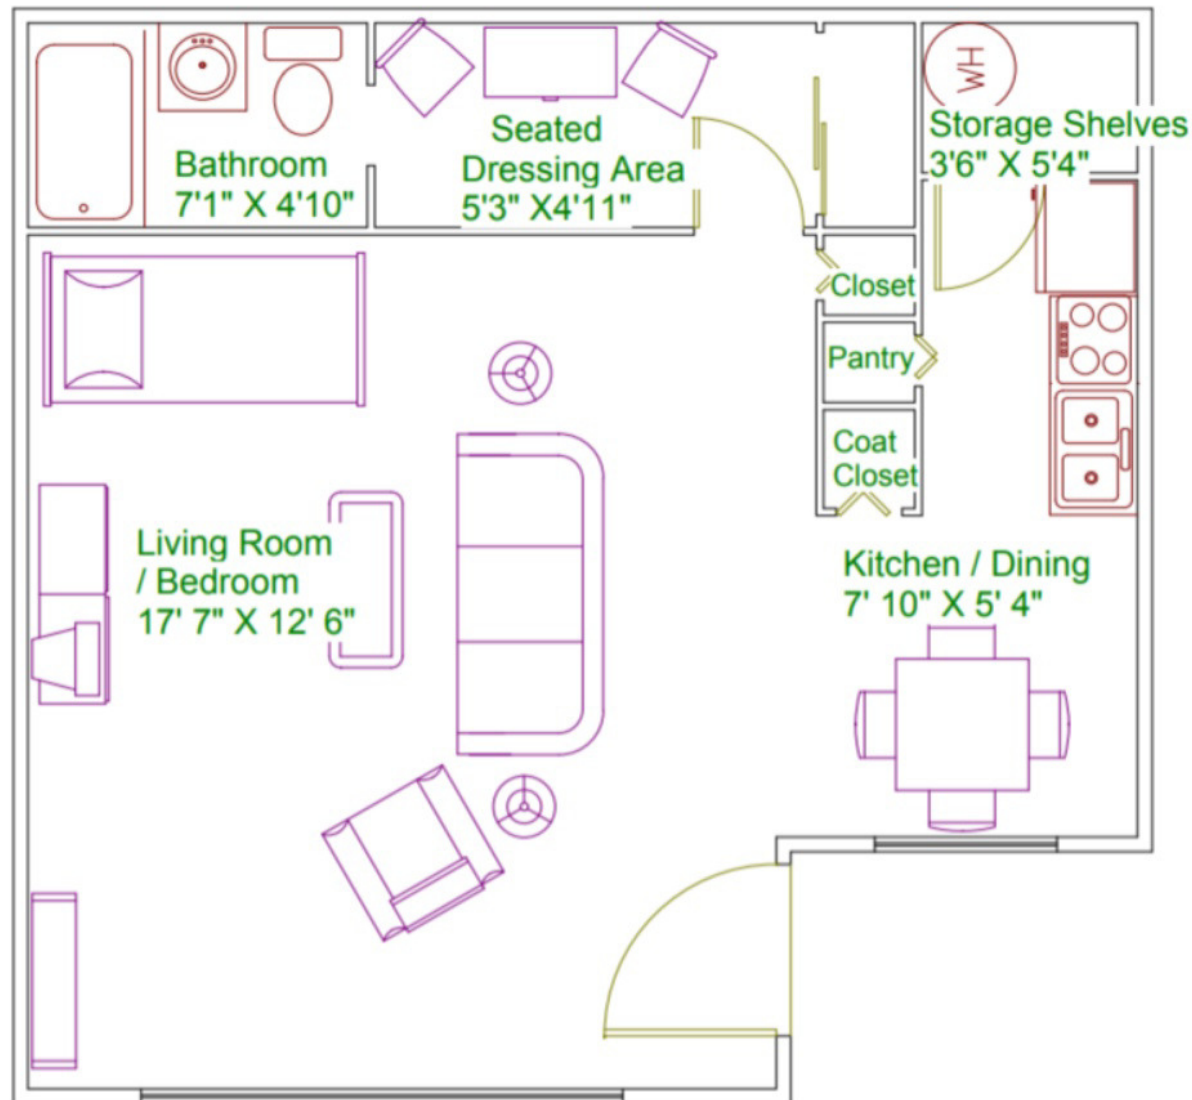 Bathroom
7'1" X 4'10"
Seated
Dressing Area
5'3" X4'11"
WH
Storage Shelves
3'6" X 5'4"
Closet
Pantry
Coat
Closet
Living Room
/ Bedroom
17' 7" X 12' 6"
Kitchen / Dining
7' 10" X 5' 4"